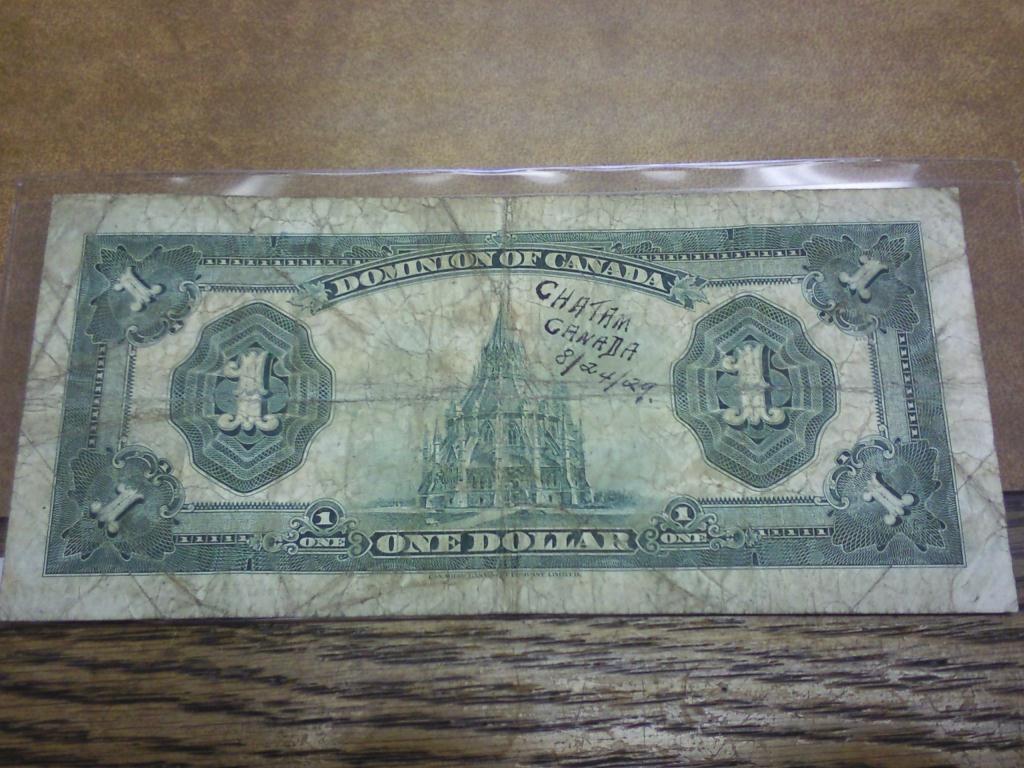 1
1
DOMINION OF CANADA
CHATAM
CANADA
8/24/29.
1
1
1
1
1
1
ONE
ONE DOLLAR
ONE